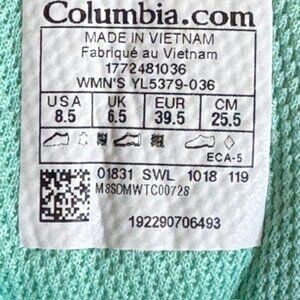 Columbia.com
MADE IN VIETNAM
Fabriqué au Vietnam
1772481036
WMN'S YL5379-036
USA UK EUR CM
8.5 6.5 39.5 25.5
ECA-5
01831 SWL 1018 119
M8SDMWTC00728
192290706493